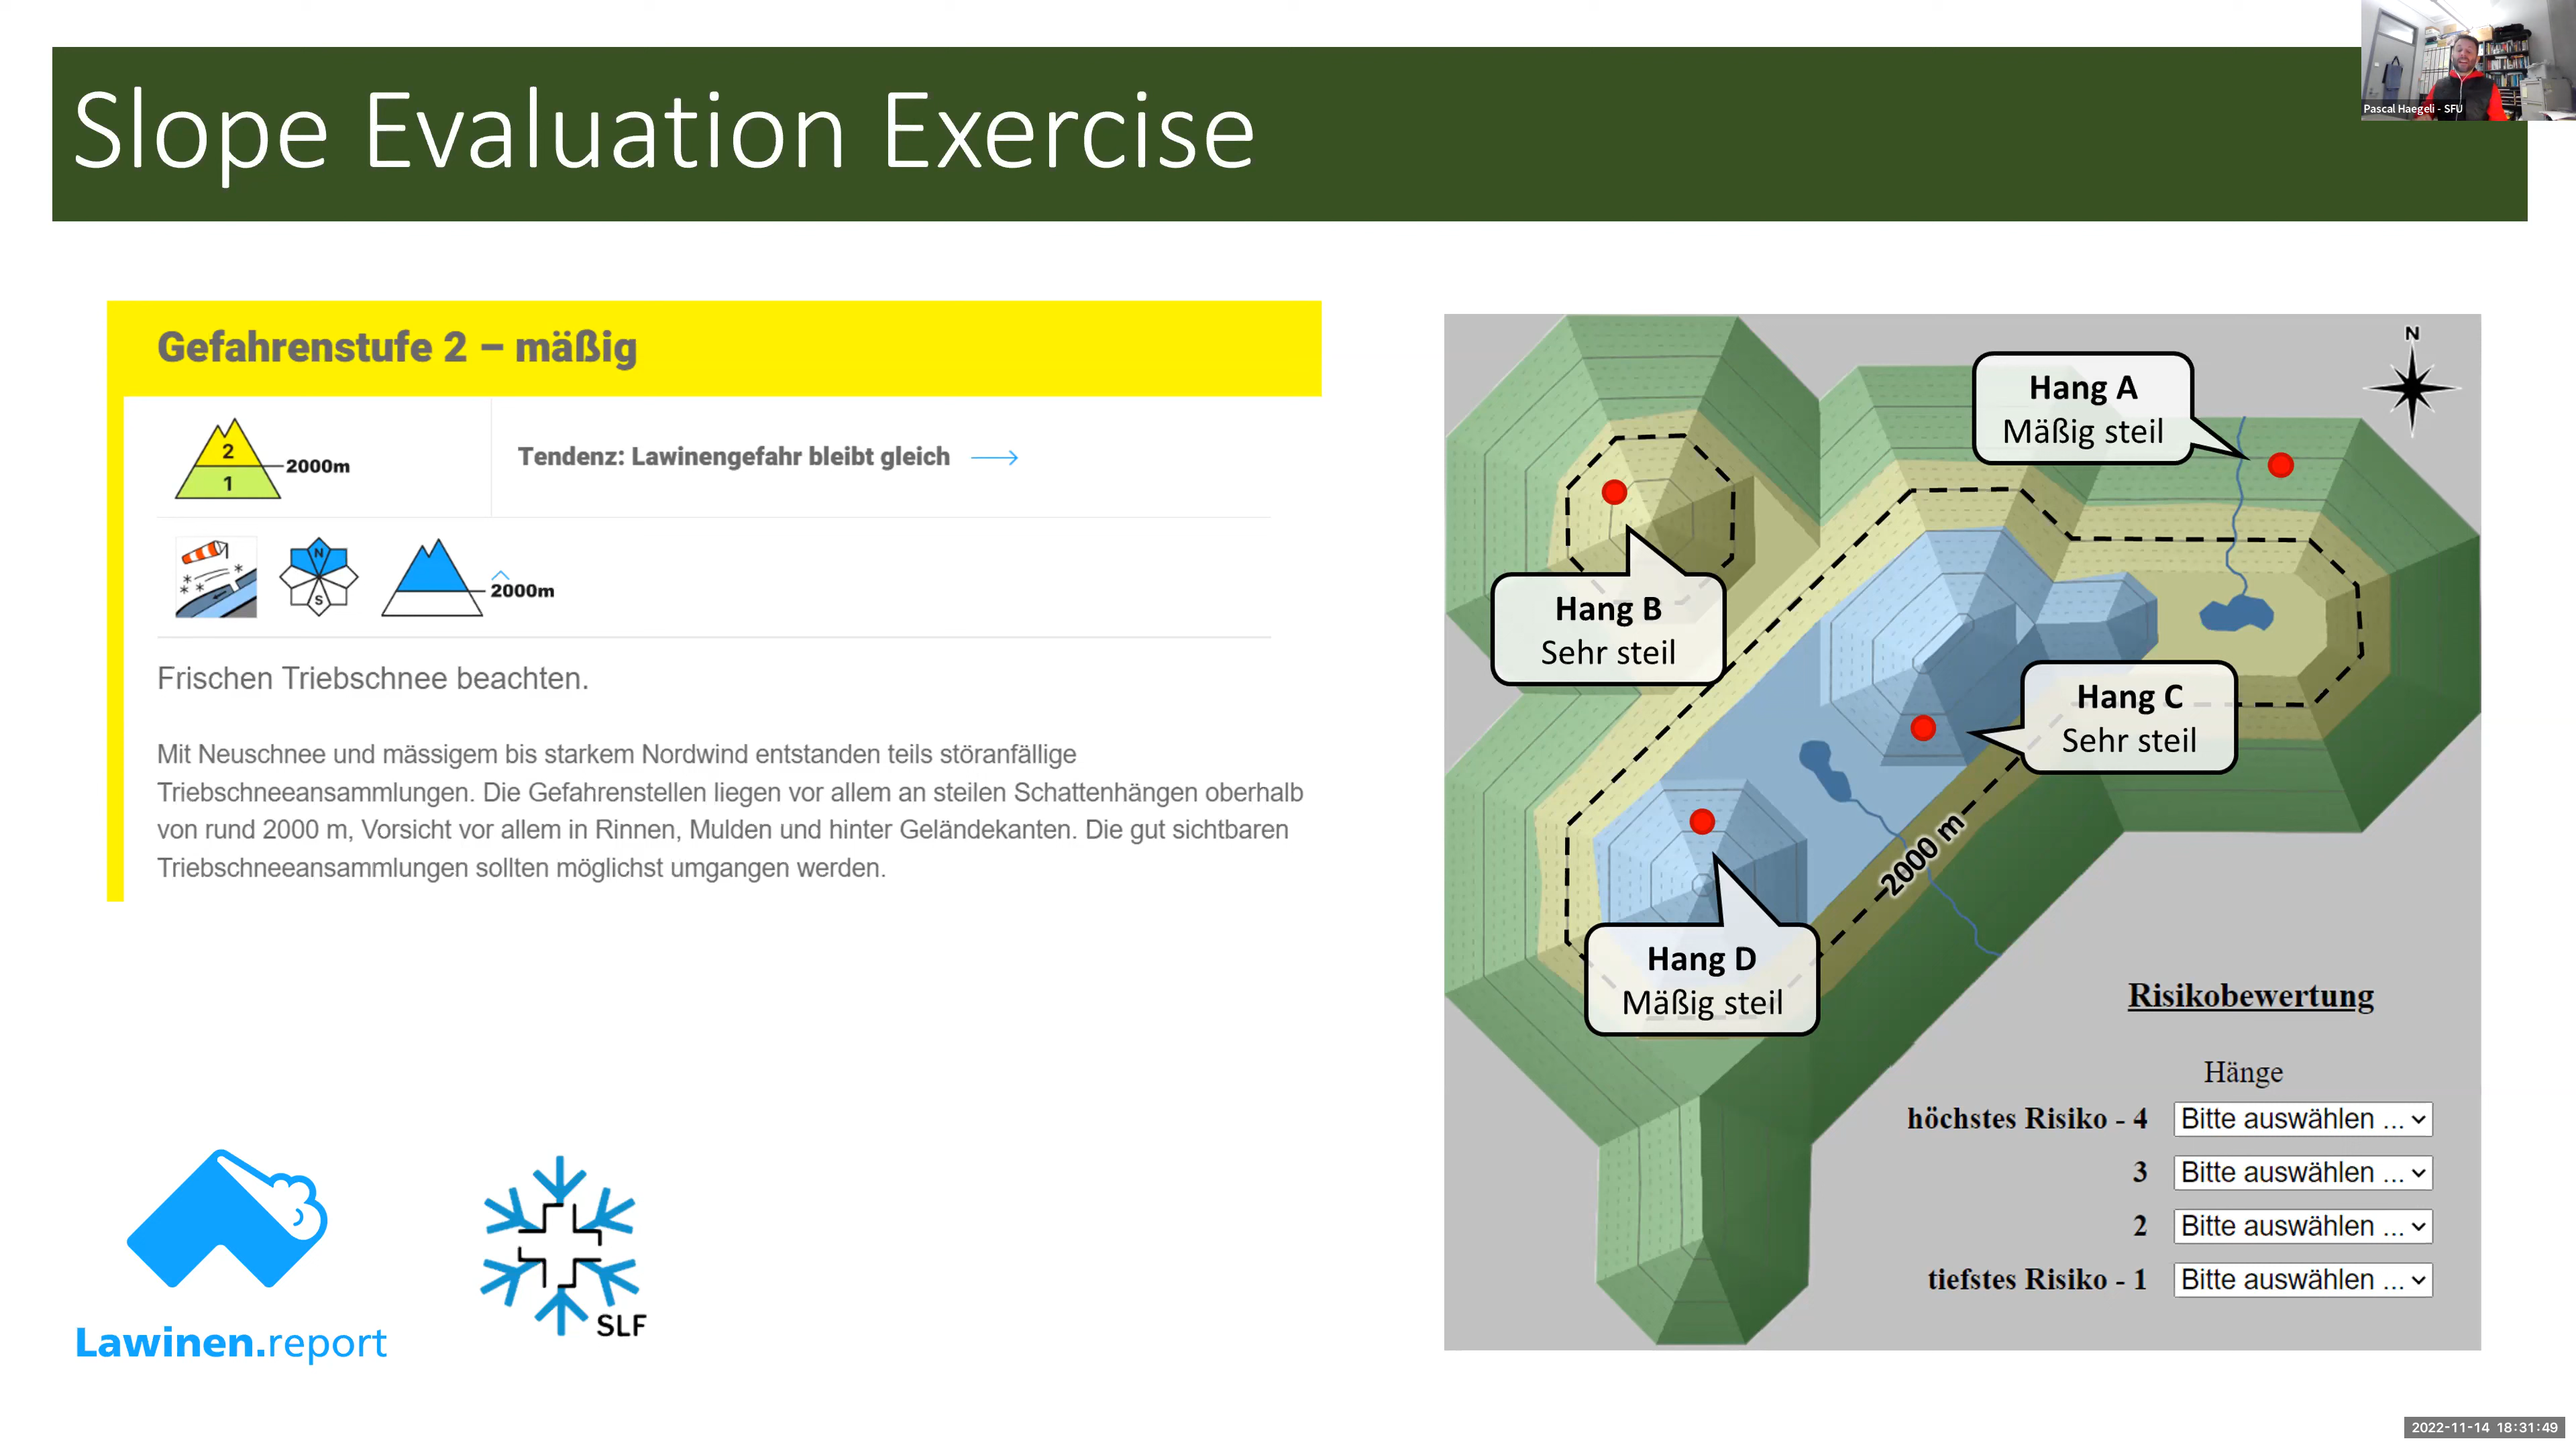 Pascal Haegeli - SFU
Slope Evaluation Exercise
Gefahrenstufe 2 – mäßig
2
1
2000m
Tendenz: Lawinengefahr bleibt gleich
N
S
2000m
Frischen Triebschnee beachten.
Mit Neuschnee und mässigem bis starkem Nordwind entstanden teils störanfällige
Triebschneeansammlungen. Die Gefahrenstellen liegen vor allem an steilen Schattenhängen oberhalb
von rund 2000 m, Vorsicht vor allem in Rinnen, Mulden und hinter Geländekanten. Die gut sichtbaren
Triebschneeansammlungen sollten möglichst umgangen werden.
Lawinen.report
SLF
N
Hang A
Mäßig steil
Hang B
Sehr steil
Hang C
Sehr steil
Hang D
Mäßig steil
2000 m
Risikobewertung
Hänge
höchstes Risiko - 4 Bitte auswählen ...
3 Bitte auswählen ...
2 Bitte auswählen ...
tiefstes Risiko - 1 Bitte auswählen ...
2022-11-14 18:31:49